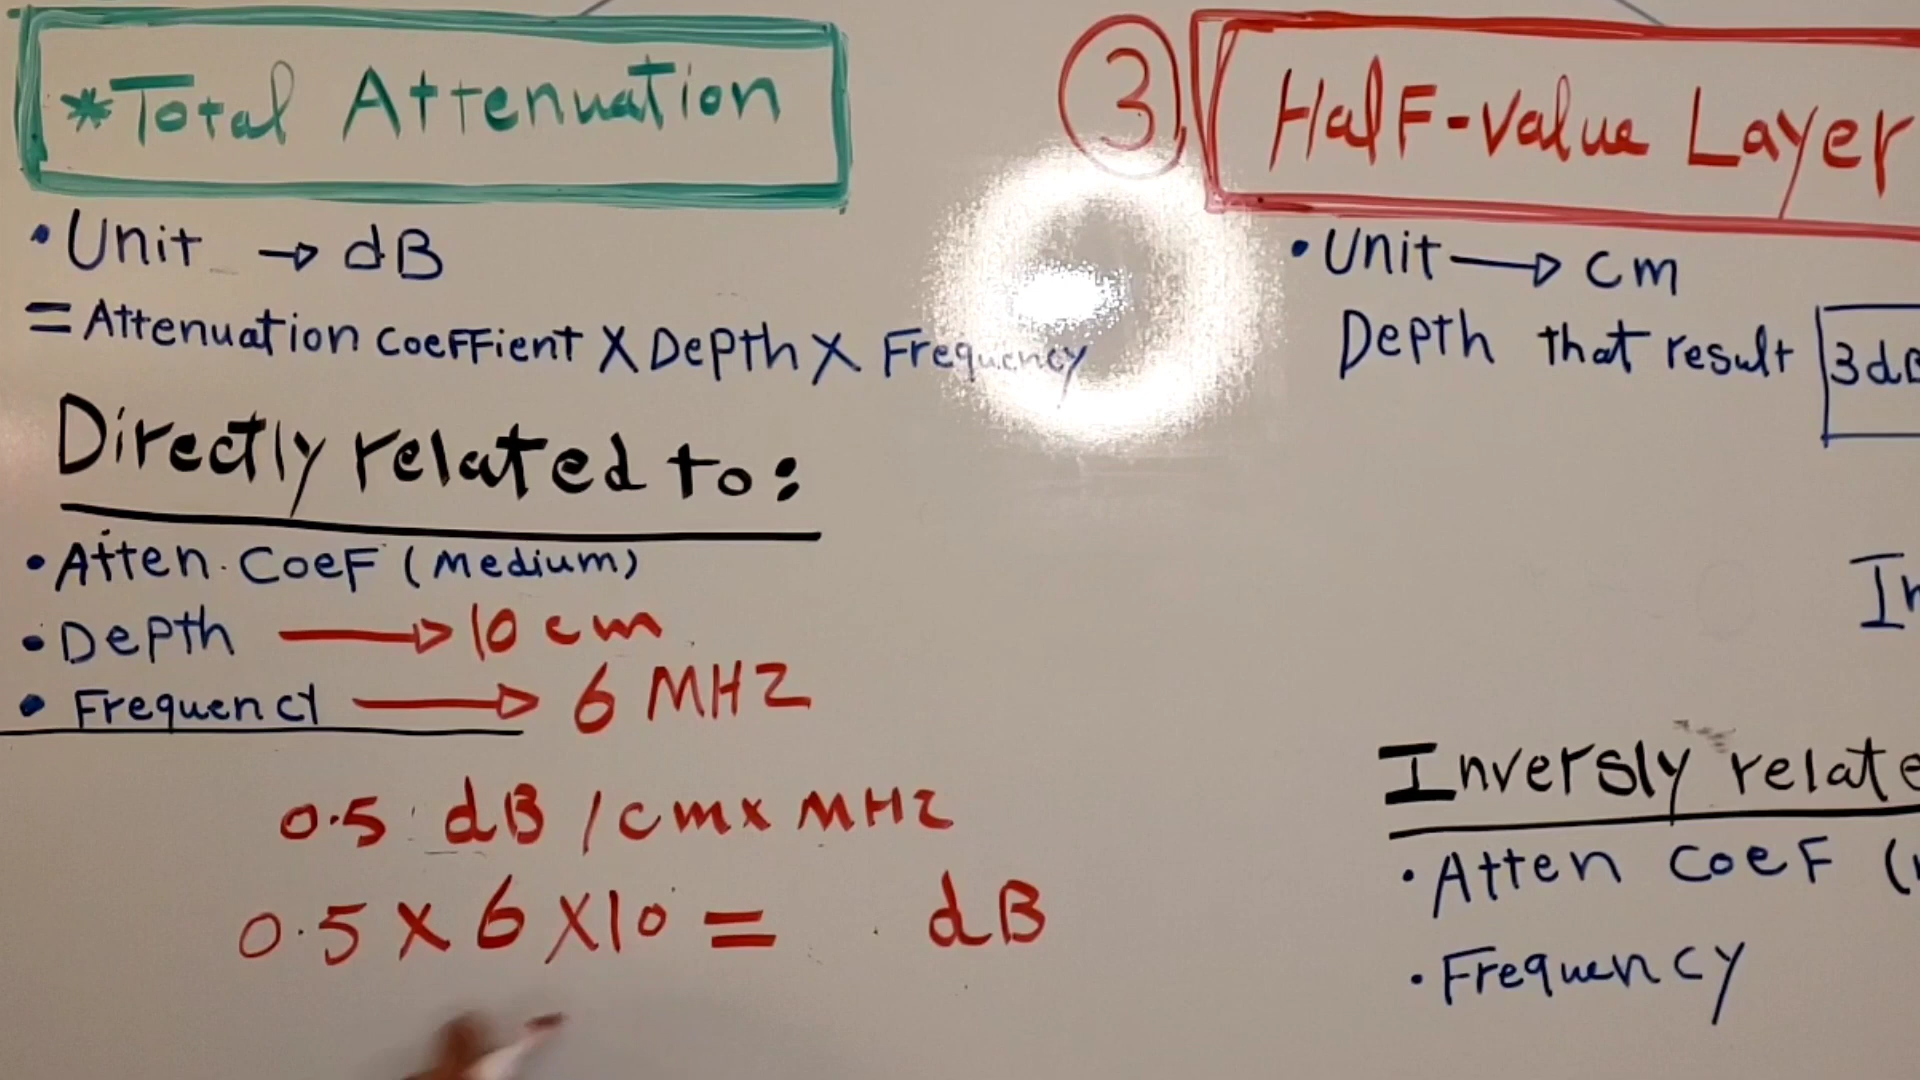 *Total Attenuation
• Unit → dB
= Attenuation coeffient X Depth X Frequency
Directly related to:
• Atten. Coef (Medium)
• Depth → 10 cm
• Frequency → 6 MHZ
0.5 dB / cm x MHZ
0.5 x 6 x 10 = dB
3 Half-value Layer
• Unit → cm
Depth that result 3dB
Inversly relate
• Atten Coef (
• Frequency